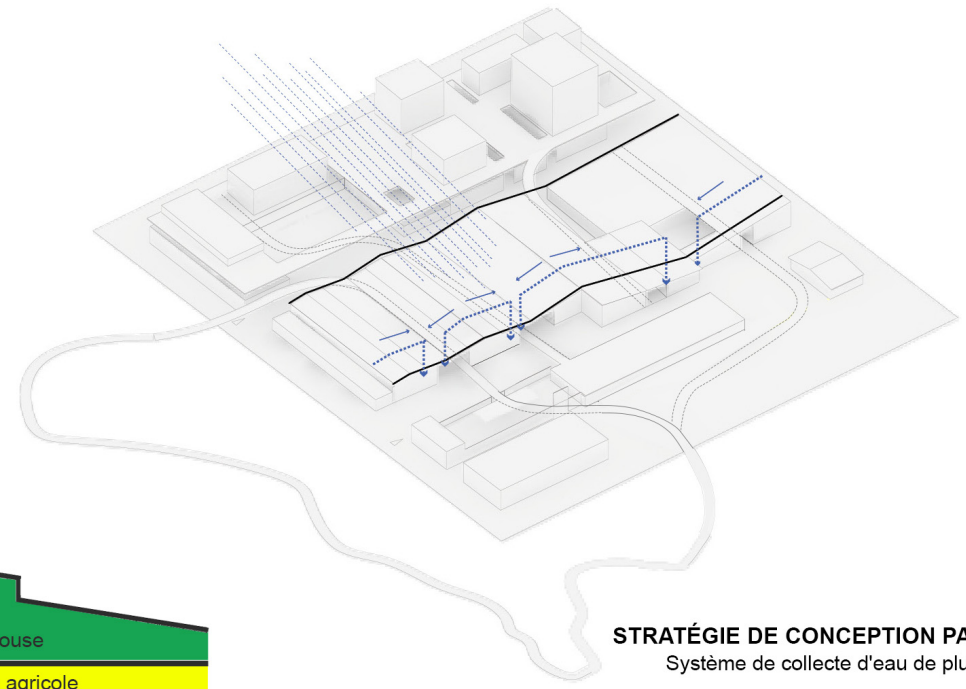 ouse
agricole
STRATÉGIE DE CONCEPTION PA
Système de collecte d'eau de plu